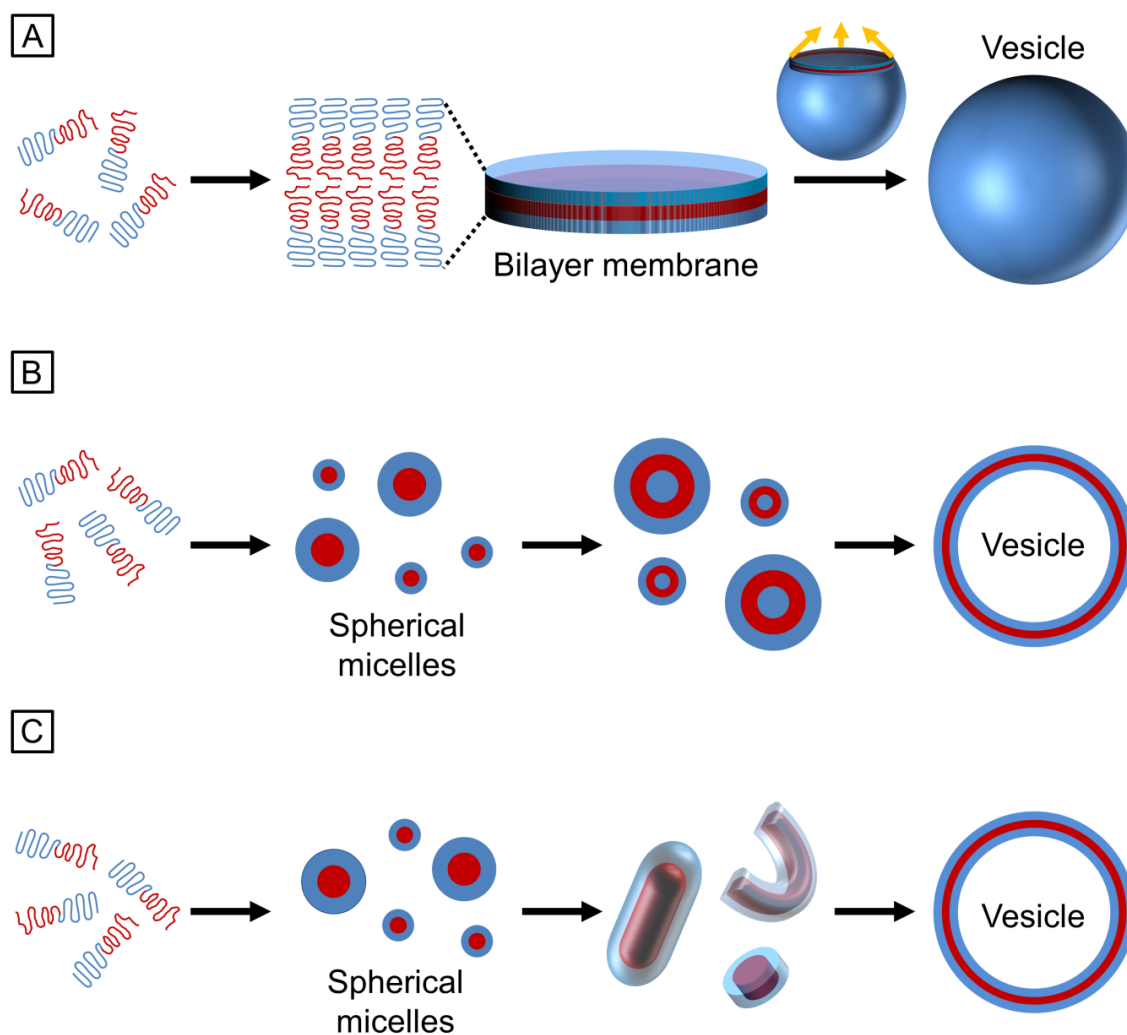 A
Vesicle
Bilayer membrane
B
Spherical
micelles
Vesicle
C
Spherical
micelles
Vesicle